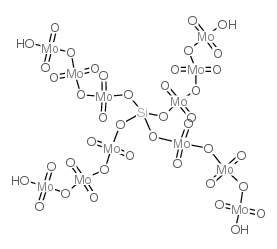 O
O OH
HO Mo O Mo
O O
O Mo O O Mo O
O O O
O Mo O O Mo
O Si O O
O O O
O Mo O Mo
O O O O
O Mo O O Mo
HO Mo O O O
O O O
O Mo O
OH